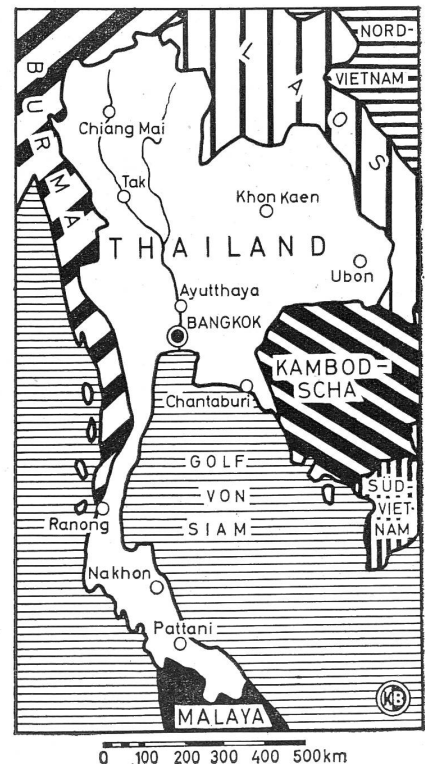 NORD-
VIETNAM
LAOS
BURMA
Chiang Mai
Tak
Khon Kaen
THAILAND
Ubon
Ayutthaya
BANGKOK
KAMBOD-
SCHA
Chantaburi
GOLF
VON
SIAM
SÜD-
VIET-
NAM
Ranong
Nakhon
Pattani
KB
MALAYA
0 100 200 300 400 500km